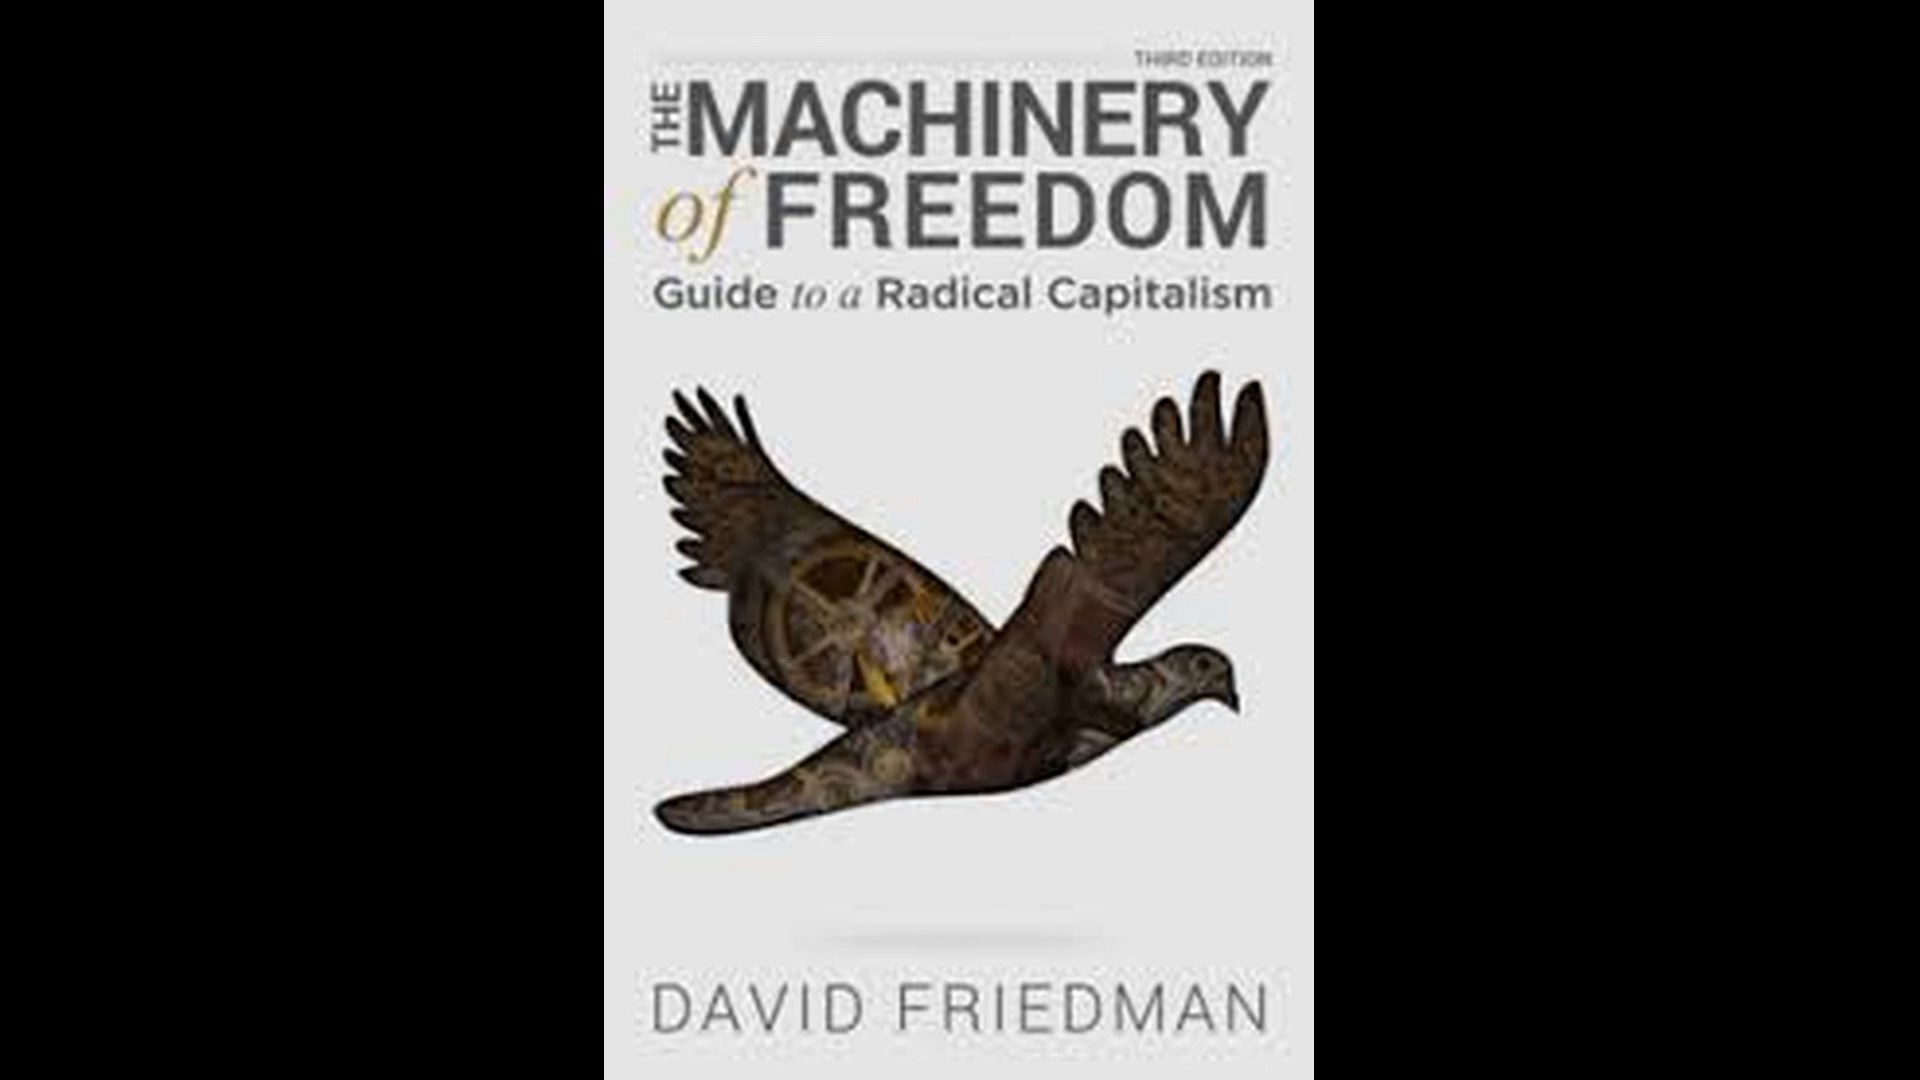 THIRD EDITION
THE MACHINERY
of FREEDOM
Guide to a Radical Capitalism
DAVID FRIEDMAN